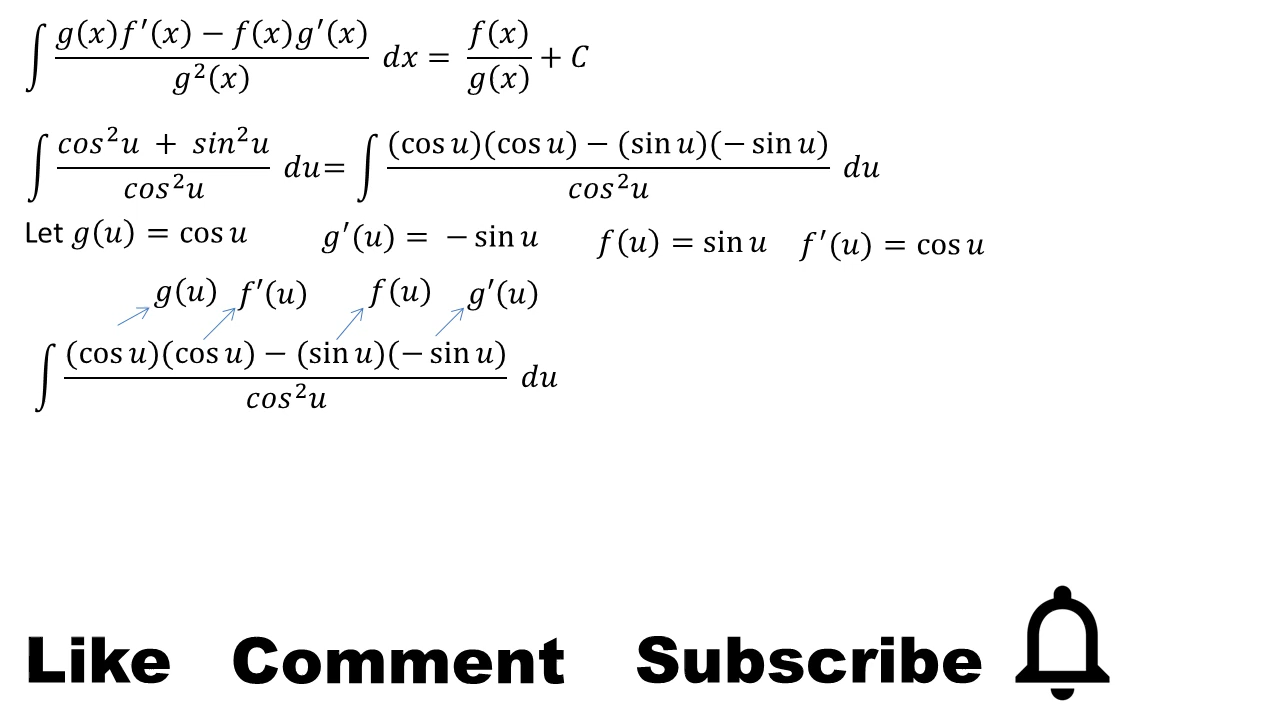 ∫ (g(x)f′(x) − f(x)g′(x))/(g²(x)) dx = f(x)/g(x) + C
∫ (cos²u + sin²u)/(cos²u) du= ∫ ((cos u)(cos u) − (sin u)(− sin u))/(cos²u) du
Let g(u) = cos u g′(u) = − sin u f(u) = sin u f′(u) = cos u
g(u) f′(u) f(u) g′(u)
∫ ((cos u)(cos u) − (sin u)(− sin u))/(cos²u) du
Like Comment Subscribe